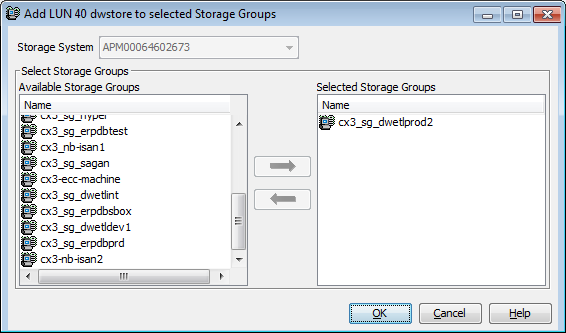 Add LUN 40 dwstore to selected Storage Groups
Storage System APM00064602673
Select Storage Groups
Available Storage Groups
Name
cx3_sg_hyper
cx3_sg_erpdbtest
cx3_nb-isan1
cx3_sg_sagan
cx3-ecc-machine
cx3_sg_dwetlint
cx3_sg_erpdbsbox
cx3_sg_dwetldev1
cx3_sg_erpdbprd
cx3-nb-isan2
Selected Storage Groups
Name
cx3_sg_dwetlprod2
OK Cancel Help